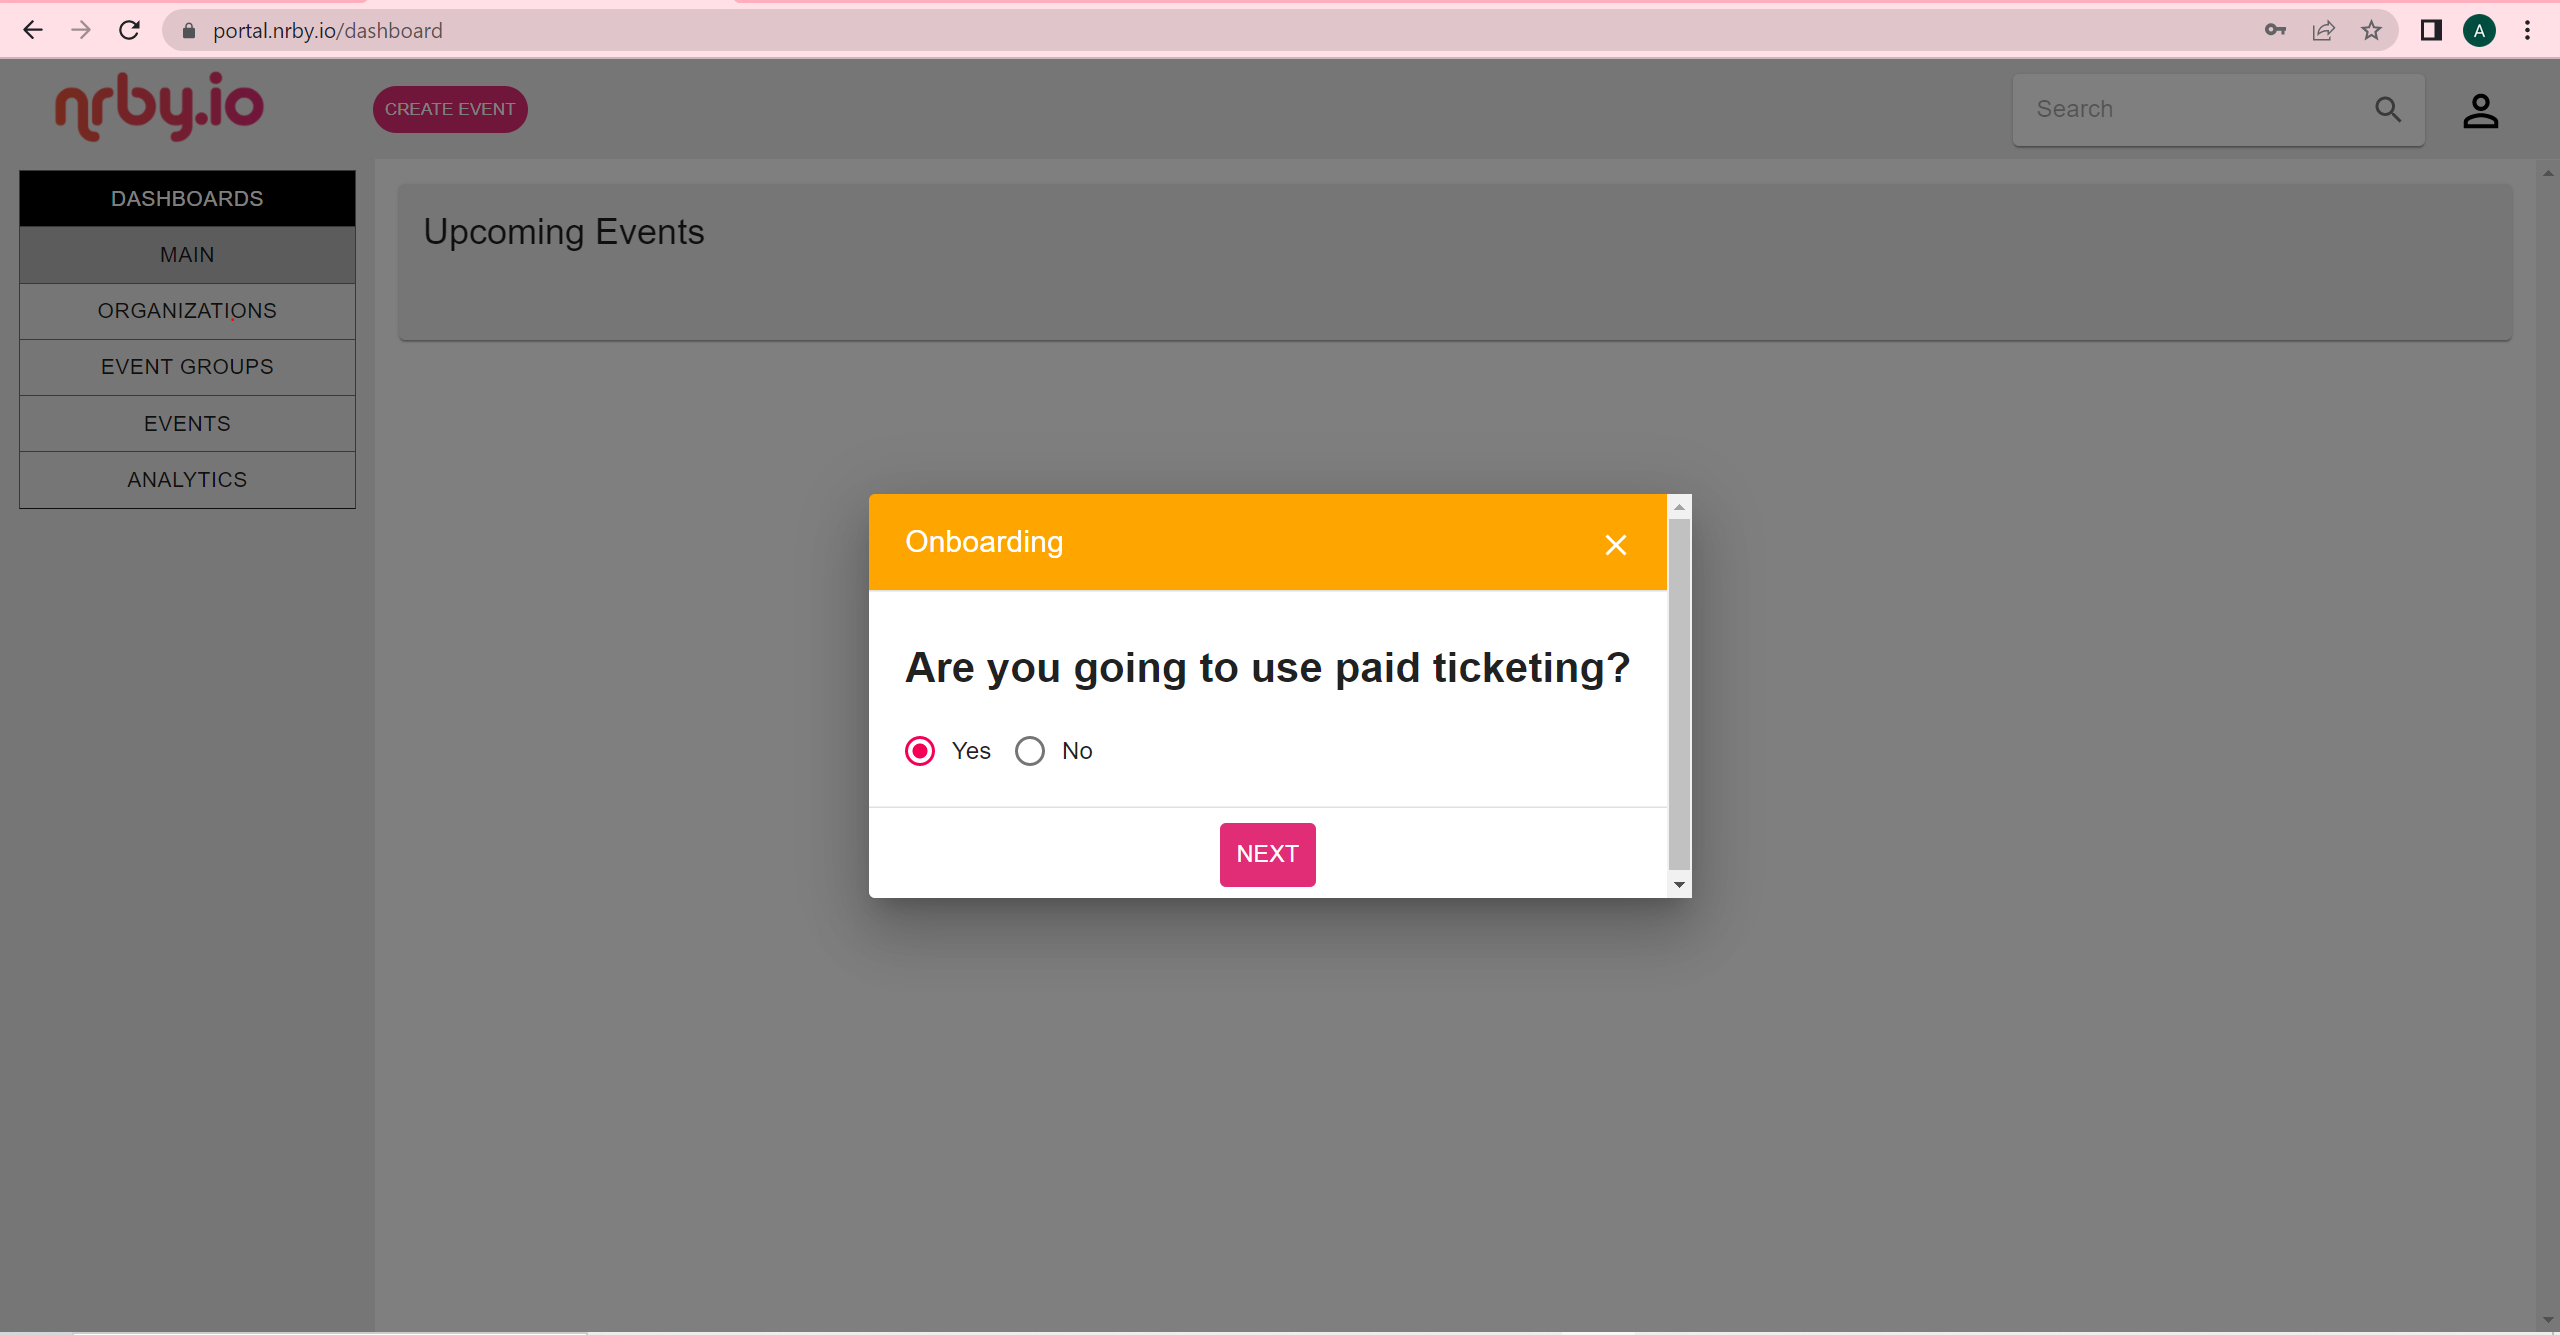 portal.nrby.io/dashboard
A
nrby.io
CREATE EVENT
Search
DASHBOARDS
MAIN
ORGANIZATIONS
EVENT GROUPS
EVENTS
ANALYTICS
Upcoming Events
Onboarding
Are you going to use paid ticketing?
Yes No
NEXT